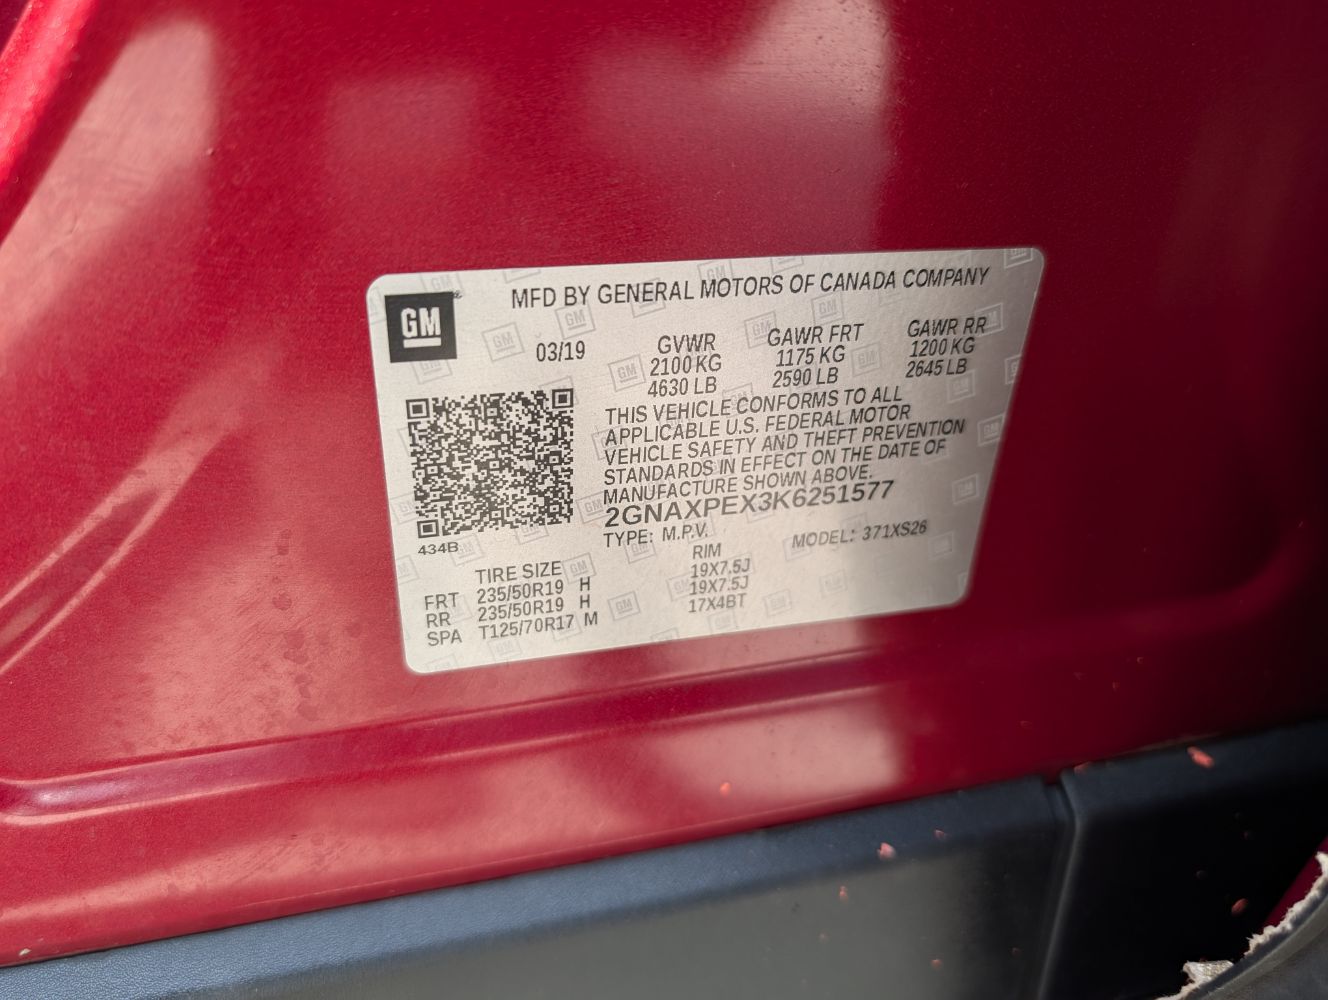 MFD BY GENERAL MOTORS OF CANADA COMPANY
GM
03/19
GVWR
2100 KG
4630 LB
GAWR FRT
1175 KG
2590 LB
GAWR RR
1200 KG
2645 LB
THIS VEHICLE CONFORMS TO ALL
APPLICABLE U.S. FEDERAL MOTOR
VEHICLE SAFETY AND THEFT PREVENTION
STANDARDS IN EFFECT ON THE DATE OF
MANUFACTURE SHOWN ABOVE.
2GNAXPEX3K6251577
TYPE: M.P.V. MODEL: 371XS26
434B
TIRE SIZE RIM
FRT 235/50R19 H 19X7.5J
RR 235/50R19 H 19X7.5J
SPA T125/70R17 M 17X4BT